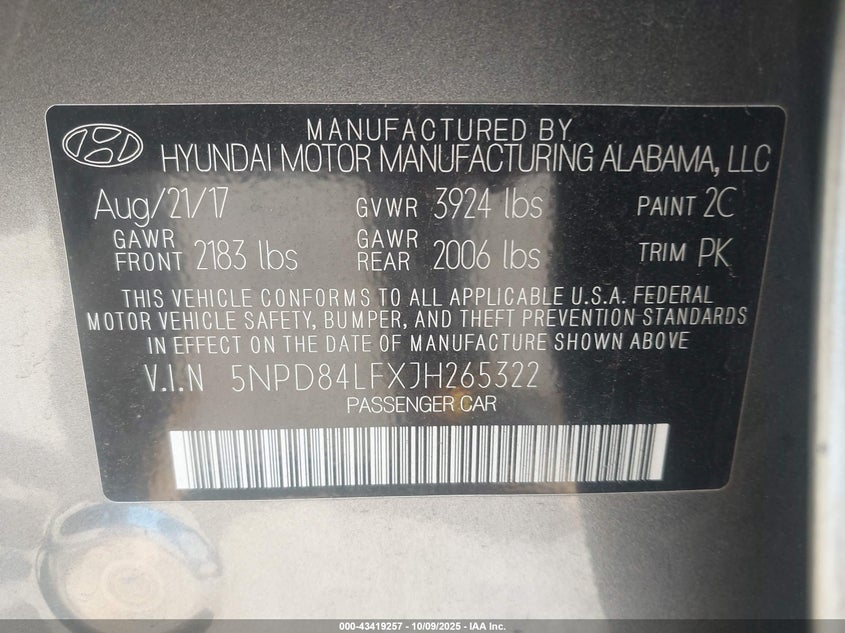 MANUFACTURED BY
HYUNDAI MOTOR MANUFACTURING ALABAMA, LLC
Aug/21/17 GVWR 3924 lbs PAINT 2C
GAWR FRONT 2183 lbs GAWR REAR 2006 lbs TRIM PK
THIS VEHICLE CONFORMS TO ALL APPLICABLE U.S.A. FEDERAL
MOTOR VEHICLE SAFETY, BUMPER, AND THEFT PREVENTION STANDARDS
IN EFFECT ON THE DATE OF MANUFACTURE SHOWN ABOVE
V.I.N 5NPD84LFXJH265322
PASSENGER CAR
000-43419257 - 10/09/2025 - IAA Inc.